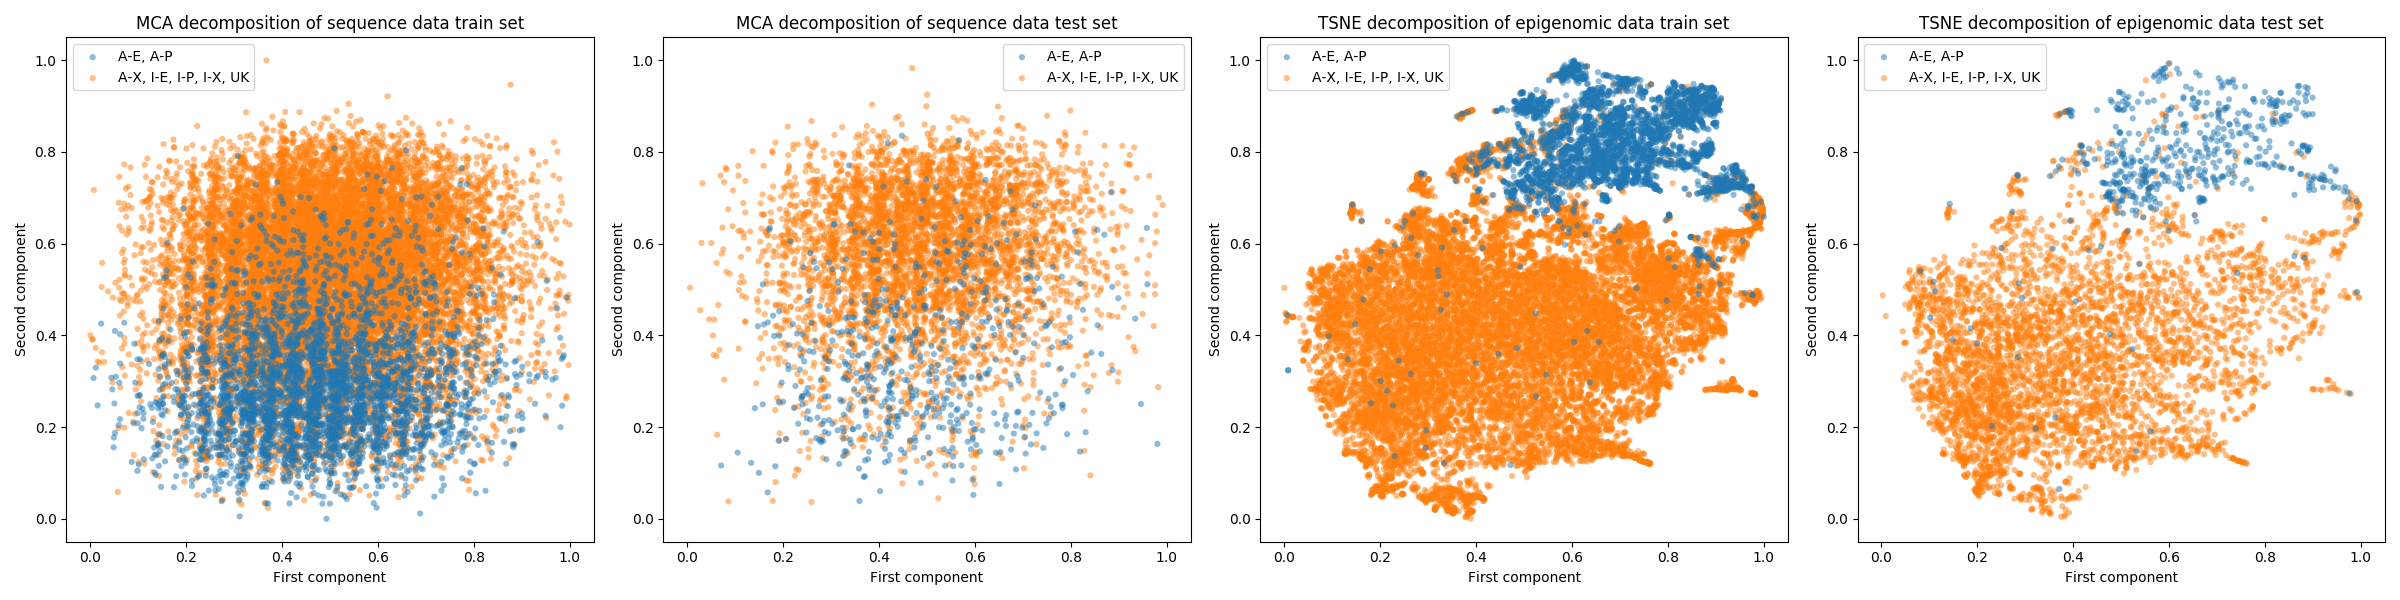 MCA decomposition of sequence data train set
A-E, A-P
A-X, I-E, I-P, I-X, UK
Second component
1.0
0.8
0.6
0.4
0.2
0.0
0.0 0.2 0.4 0.6 0.8 1.0
First component
MCA decomposition of sequence data test set
A-E, A-P
A-X, I-E, I-P, I-X, UK
Second component
1.0
0.8
0.6
0.4
0.2
0.0
0.0 0.2 0.4 0.6 0.8 1.0
First component
TSNE decomposition of epigenomic data train set
A-E, A-P
A-X, I-E, I-P, I-X, UK
Second component
1.0
0.8
0.6
0.4
0.2
0.0
0.0 0.2 0.4 0.6 0.8 1.0
First component
TSNE decomposition of epigenomic data test set
A-E, A-P
A-X, I-E, I-P, I-X, UK
Second component
1.0
0.8
0.6
0.4
0.2
0.0
0.0 0.2 0.4 0.6 0.8 1.0
First component